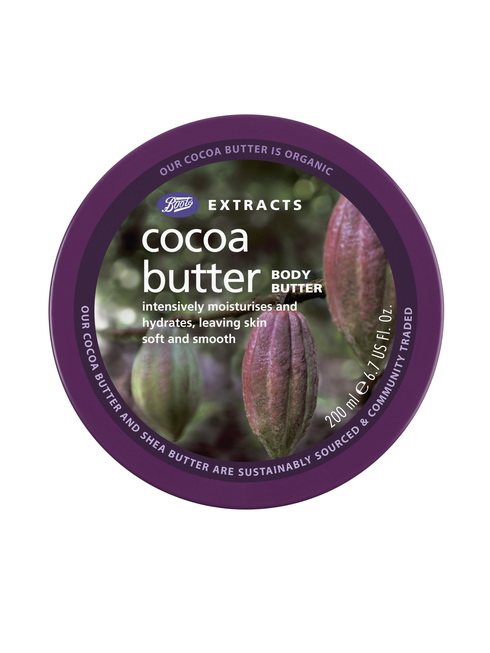 OUR COCOA BUTTER IS ORGANIC
Boots EXTRACTS
cocoa
butter BODY
BUTTER
intensively moisturises and
hydrates, leaving skin
soft and smooth
200 ml e 6.7 US Fl. Oz.
OUR COCOA BUTTER AND SHEA BUTTER ARE SUSTAINABLY SOURCED & COMMUNITY TRADED